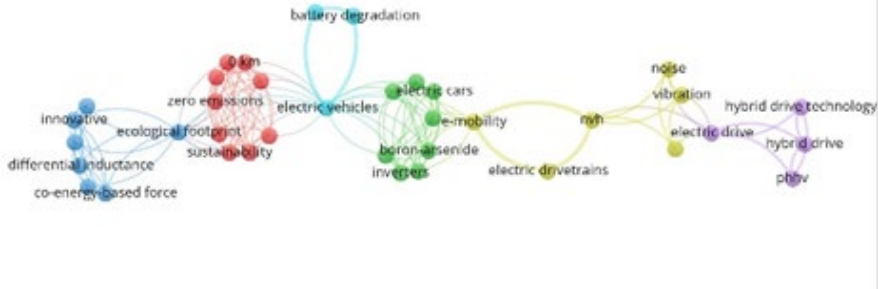 battery degradation
0 km
noise
electric cars
vibration
zero emissions
electric vehicles
hybrid drive technology
innovative
ecological footprint
e-mobility
nvh
electric drive
sustainability
boron-arsenide
hybrid drive
differential inductance
inverters
electric drivetrains
phnv
co-energy-based force